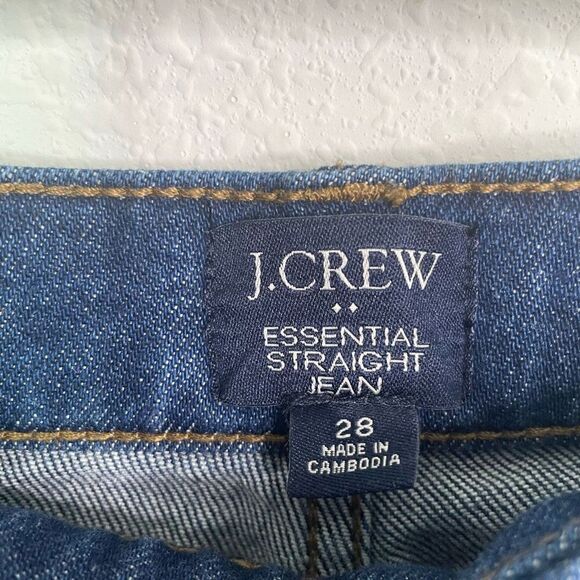 J.CREW
ESSENTIAL
STRAIGHT
JEAN
28
MADE IN
CAMBODIA